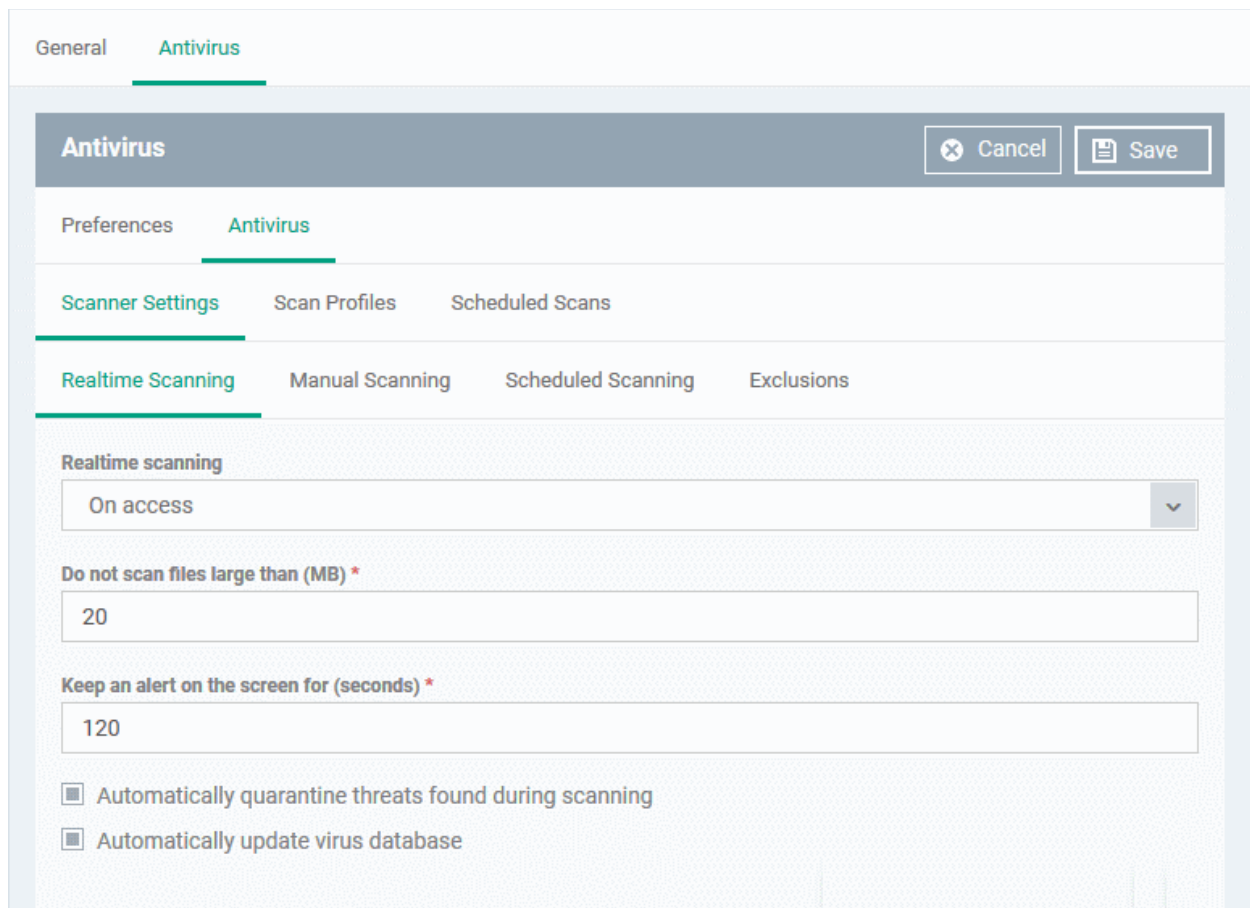 General Antivirus
Antivirus Cancel Save
Preferences Antivirus
Scanner Settings Scan Profiles Scheduled Scans
Realtime Scanning Manual Scanning Scheduled Scanning Exclusions
Realtime scanning
On access
Do not scan files large than (MB) *
20
Keep an alert on the screen for (seconds) *
120
Automatically quarantine threats found during scanning
Automatically update virus database